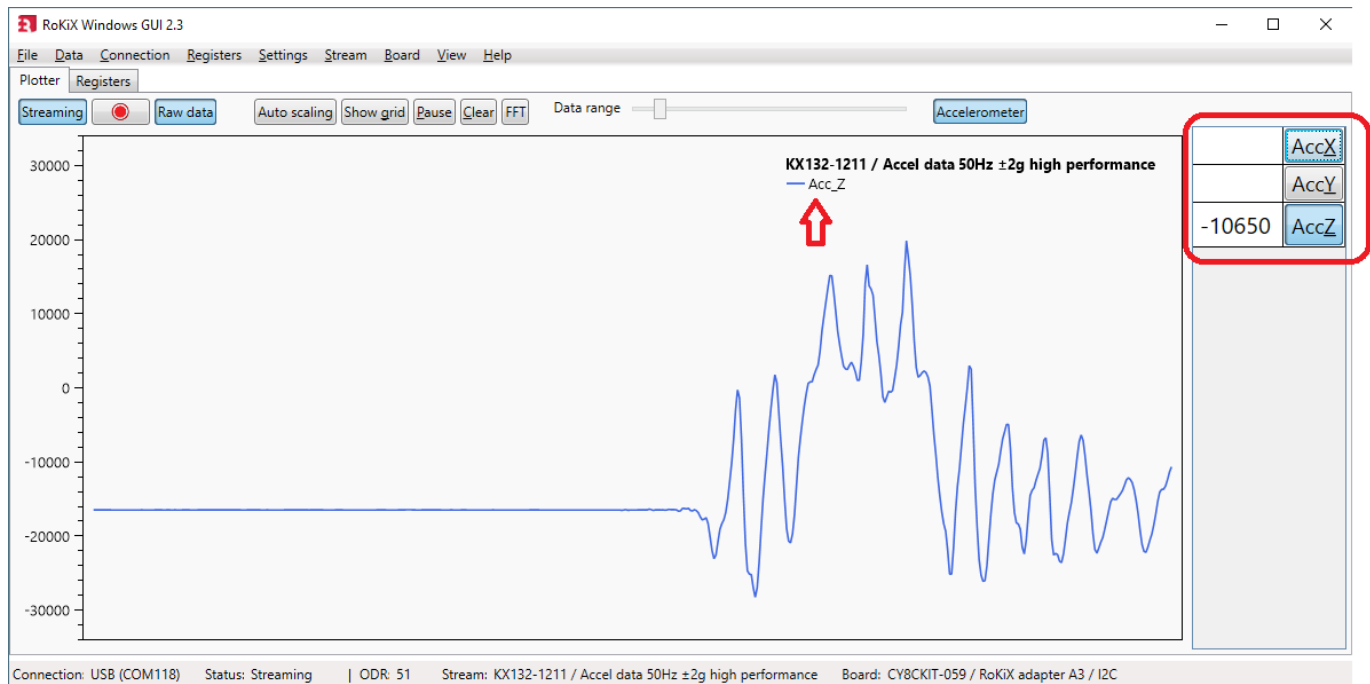 RoKiX Windows GUI 2.3
File Data Connection Registers Settings Stream Board View Help
Plotter Registers
Streaming Raw data Auto scaling Show grid Pause Clear FFT Data range Accelerometer
KX132-1211 / Accel data 50Hz ±2g high performance
Acc_Z
30000
20000
10000
0
-10000
-20000
-30000
AccX
AccY
-10650 AccZ
Connection: USB (COM118) Status: Streaming | ODR: 51 Stream: KX132-1211 / Accel data 50Hz ±2g high performance Board: CY8CKIT-059 / RoKiX adapter A3 / I2C